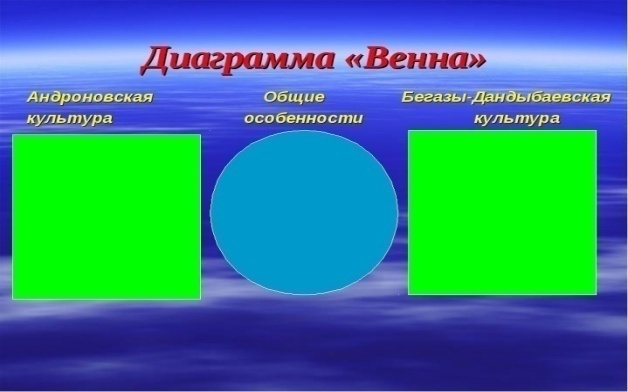 Диаграмма «Венна»
Андроновская культура
Общие особенности
Бегазы-Дандыбаевская культура